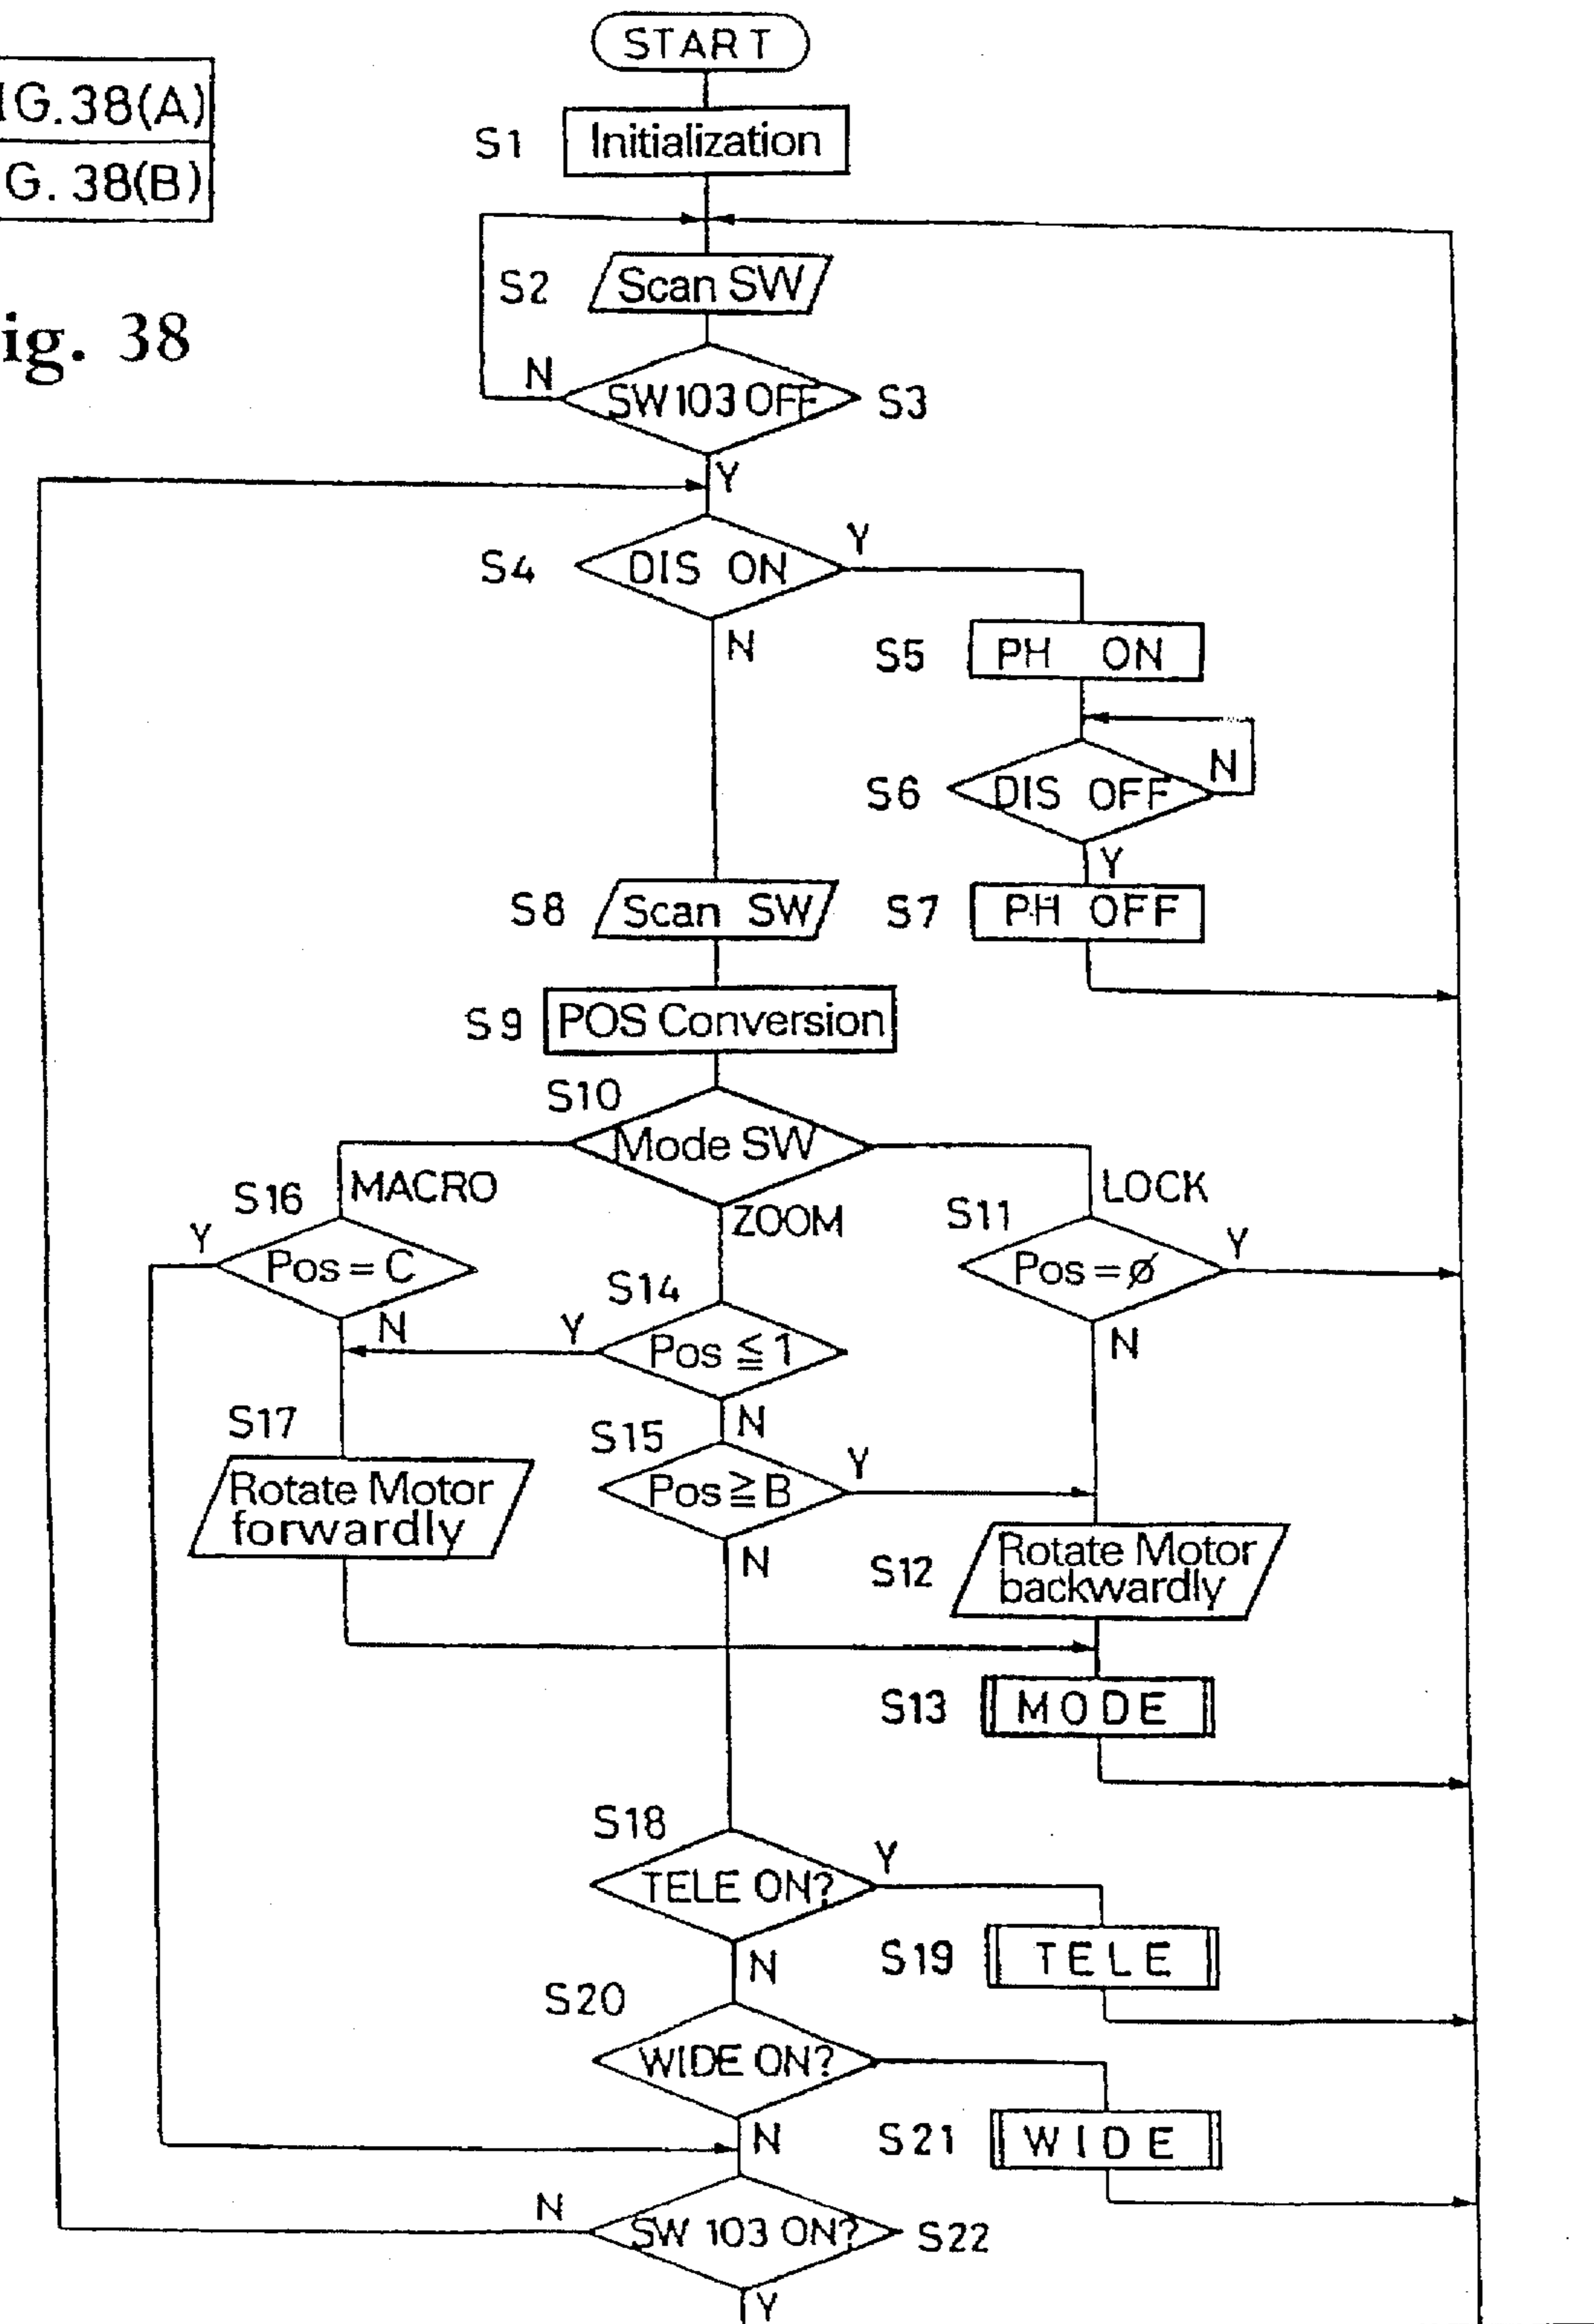 START
IG.38(A)
G. 38(B)
S1 Initialization
ig. 38
S2 Scan SW
N
SW103 OFF S3
Y
S4 DIS ON Y
N
S5 PH ON
S6 DIS OFF N
Y
S8 Scan SW
S7 PH OFF
S9 POS Conversion
S10
Mode SW
MACRO
ZOOM
LOCK
S16
Y
Pos = C
N
S11
Pos = ø
Y
N
S14
Y
Pos ≦ 1
N
S17
Rotate Motor
forwardly
S15
Pos ≧ B
Y
N
S12
Rotate Motor
backwardly
S13 MODE
S18
TELE ON?
Y
N
S19 TELE
S20
WIDE ON?
N
S21 WIDE
N
SW 103 ON? S22
Y